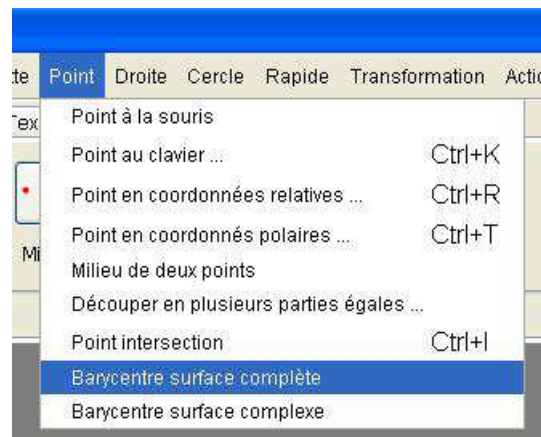 Point Droite Cercle Rapide Transformation
Point à la souris
Point au clavier ... Ctrl+K
Point en coordonnées relatives ... Ctrl+R
Point en coordonnés polaires ... Ctrl+T
Milieu de deux points
Découper en plusieurs parties égales ...
Point intersection Ctrl+I
Barycentre surface complète
Barycentre surface complexe